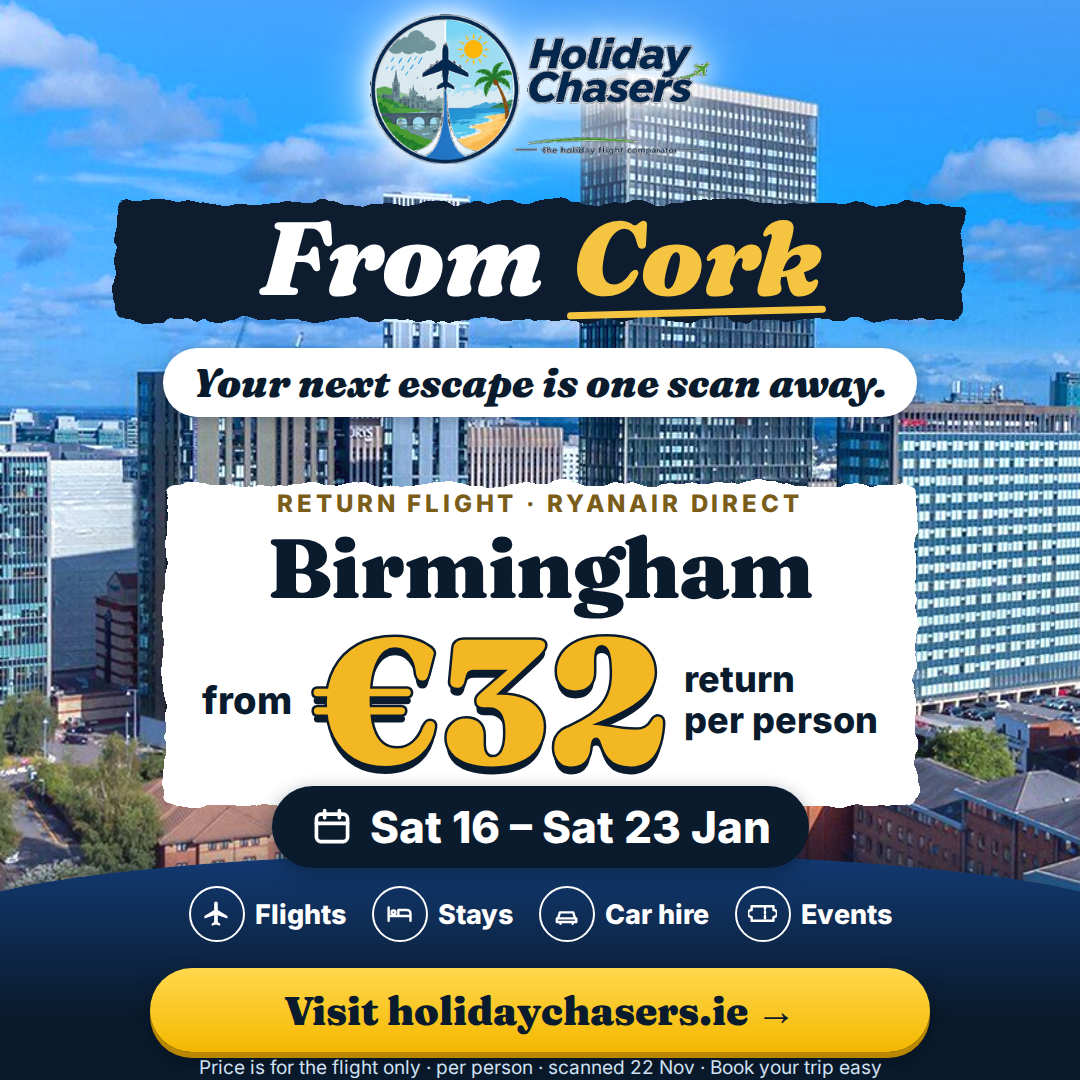 Holiday
Chasers
the holiday flight comparator
From Cork
Your next escape is one scan away.
RETURN FLIGHT · RYANAIR DIRECT
Birmingham
from €32 return
per person
Sat 16 – Sat 23 Jan
Flights Stays Car hire Events
Visit holidaychasers.ie →
Price is for the flight only · per person · scanned 22 Nov · Book your trip easy